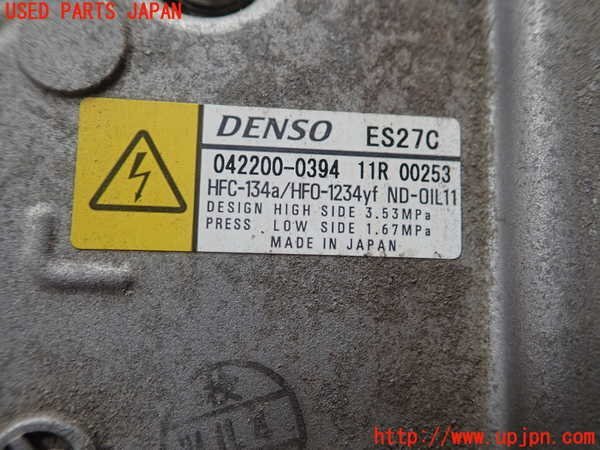 USED PARTS JAPAN
DENSO ES27C
042200-0394 11R 00253
HFC-134a/HFO-1234yf ND-OIL11
DESIGN HIGH SIDE 3.53MPa
PRESS. LOW SIDE 1.67MPa
MADE IN JAPAN
http://www.upjpn.com/